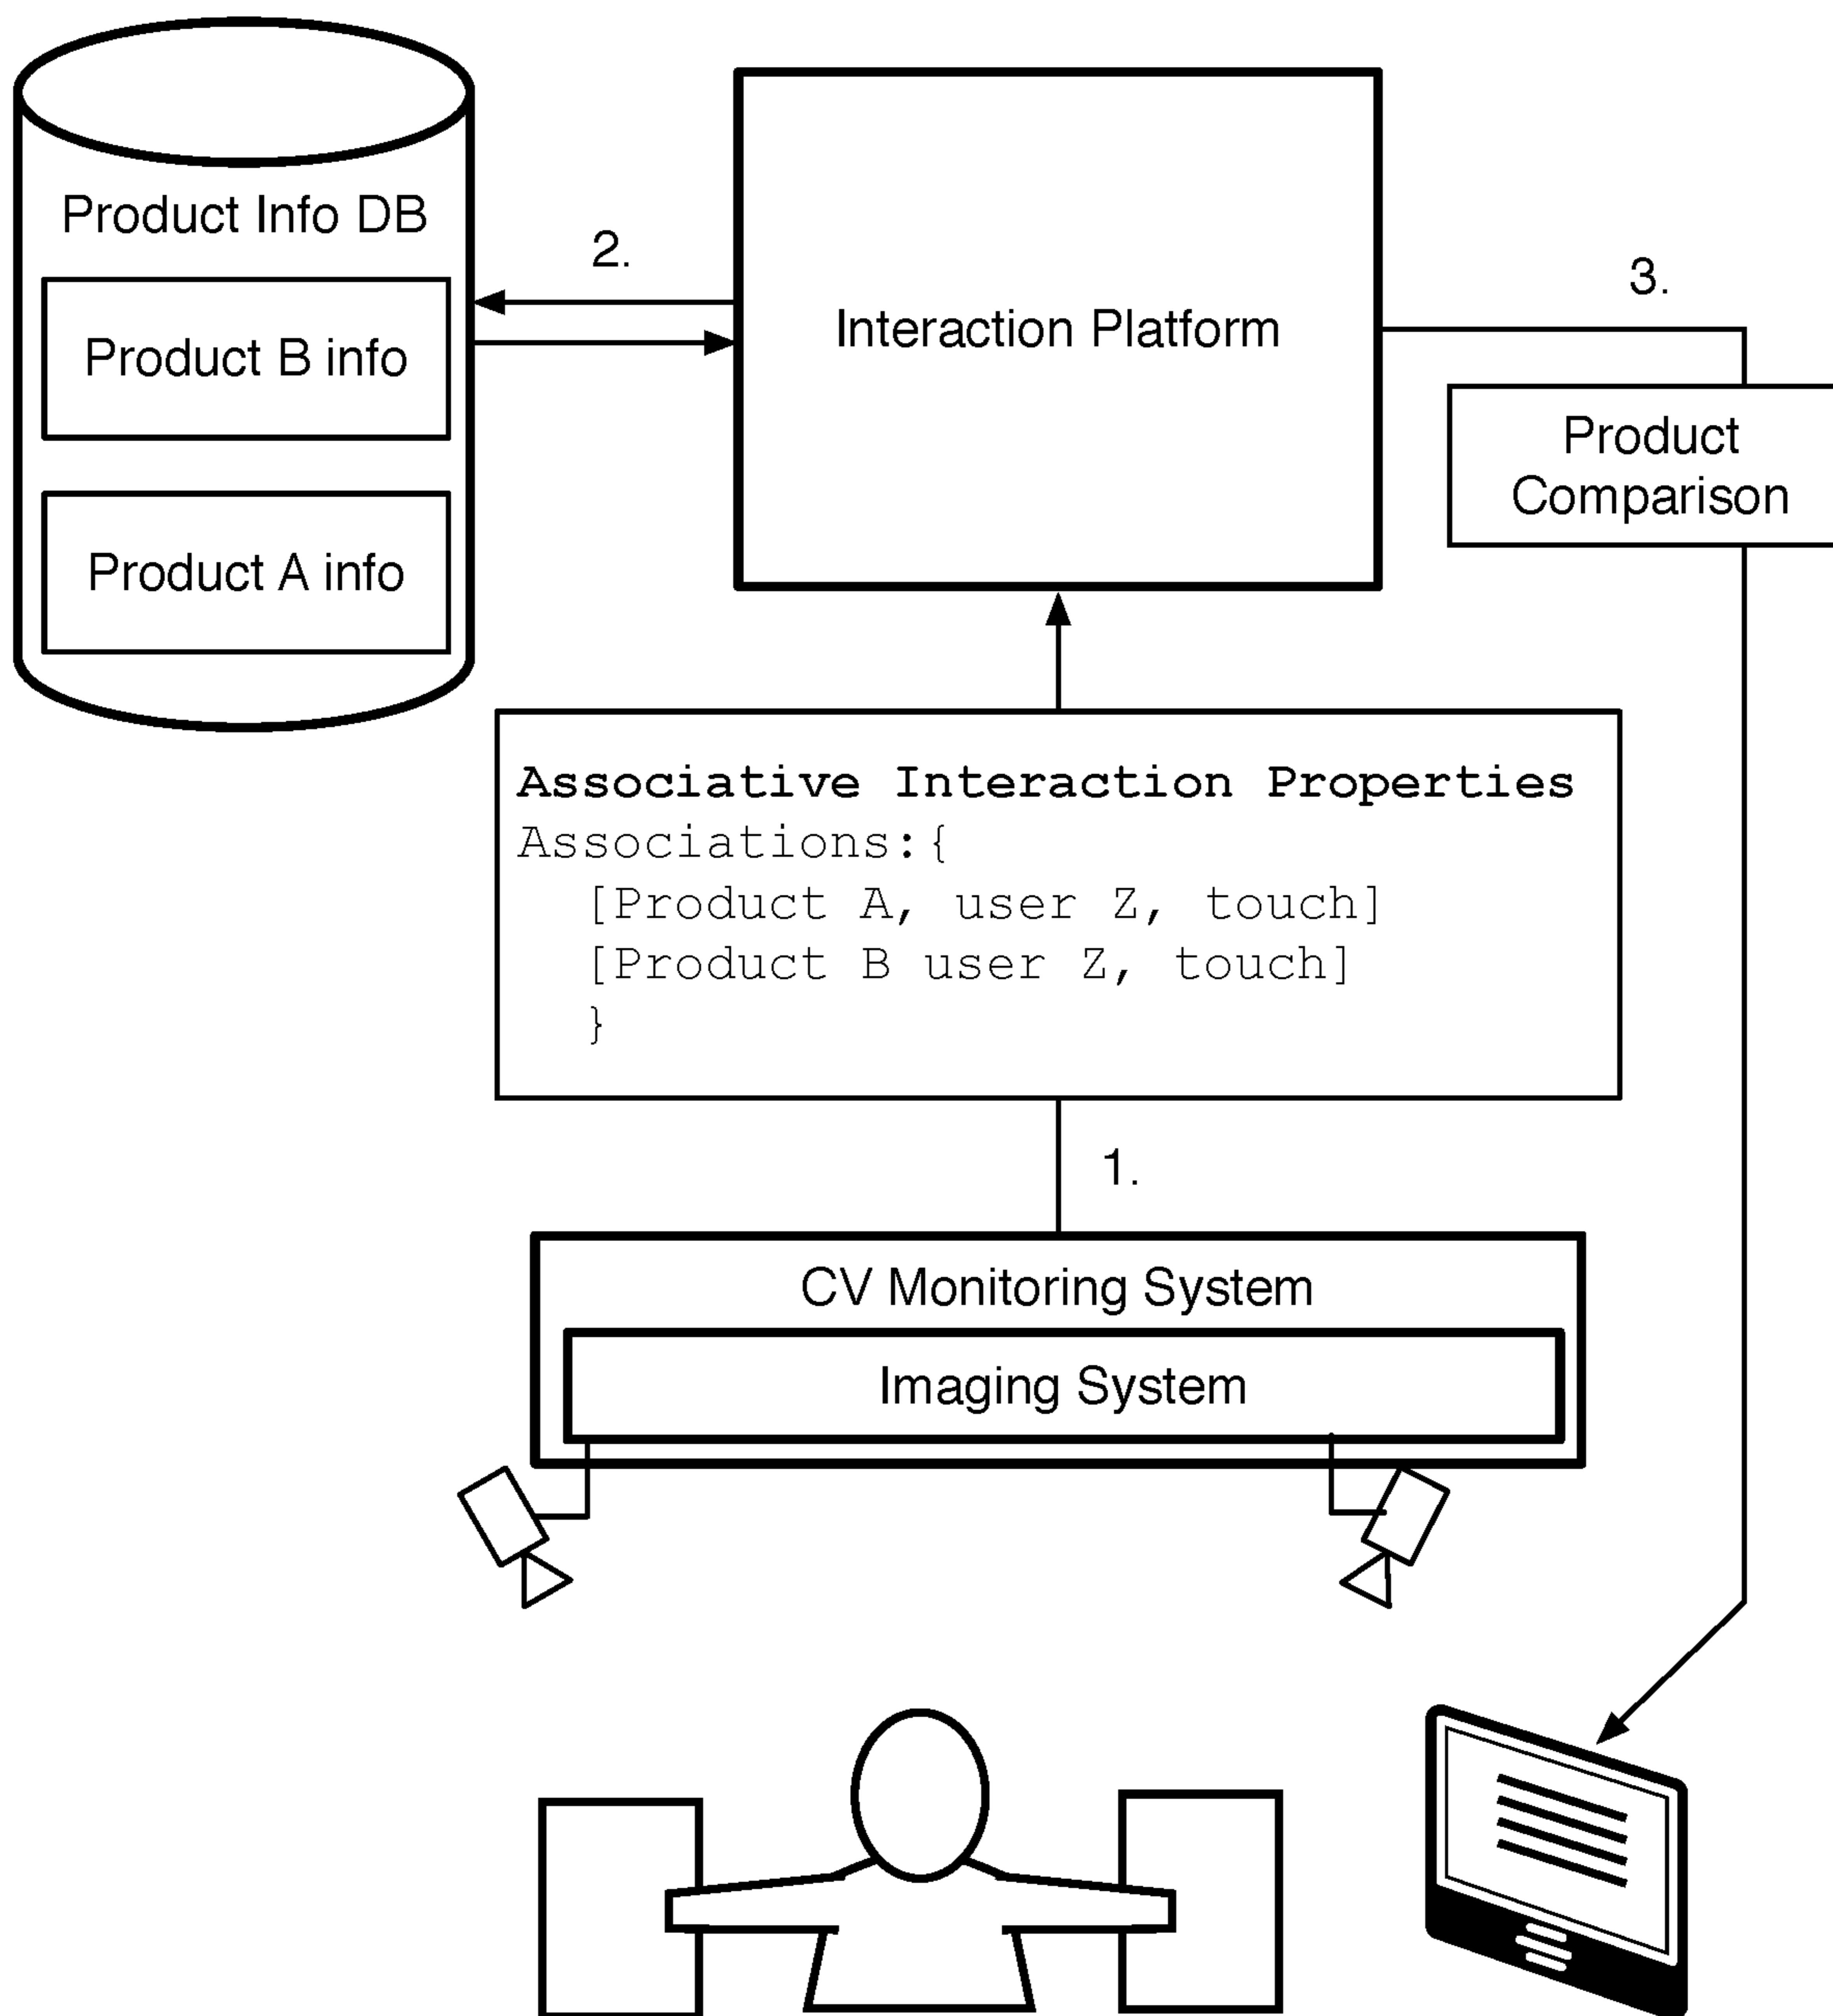 Product Info DB
Product B info
Product A info
2.
Interaction Platform
3.
Product
Comparison
Associative Interaction Properties
Associations:{
[Product A, user Z, touch]
[Product B user Z, touch]
}
1.
CV Monitoring System
Imaging System